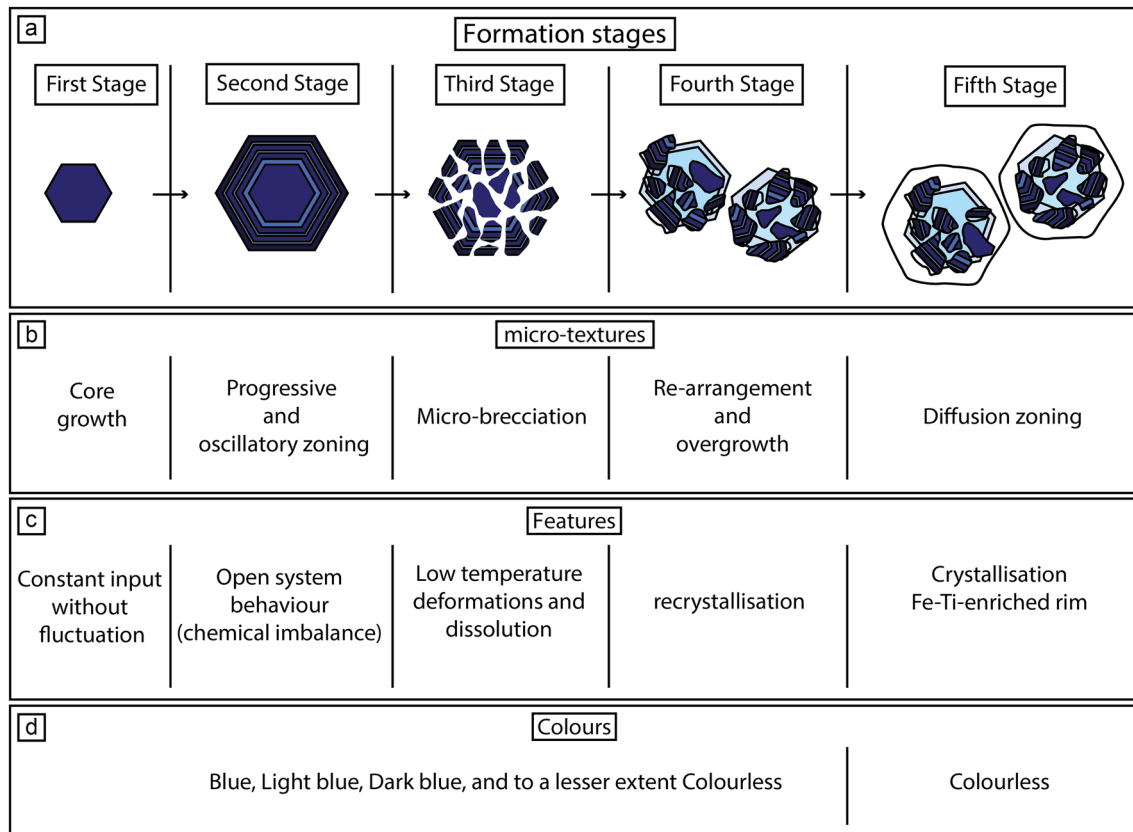 a
Formation stages
First Stage
Second Stage
Third Stage
Fourth Stage
Fifth Stage
b
micro-textures
Core
growth
Progressive
and
oscillatory zoning
Micro-brecciation
Re-arrangement
and
overgrowth
Diffusion zoning
c
Features
Constant input
without
fluctuation
Open system
behaviour
(chemical imbalance)
Low temperature
deformations and
dissolution
recrystallisation
Crystallisation
Fe-Ti-enriched rim
d
Colours
Blue, Light blue, Dark blue, and to a lesser extent Colourless
Colourless